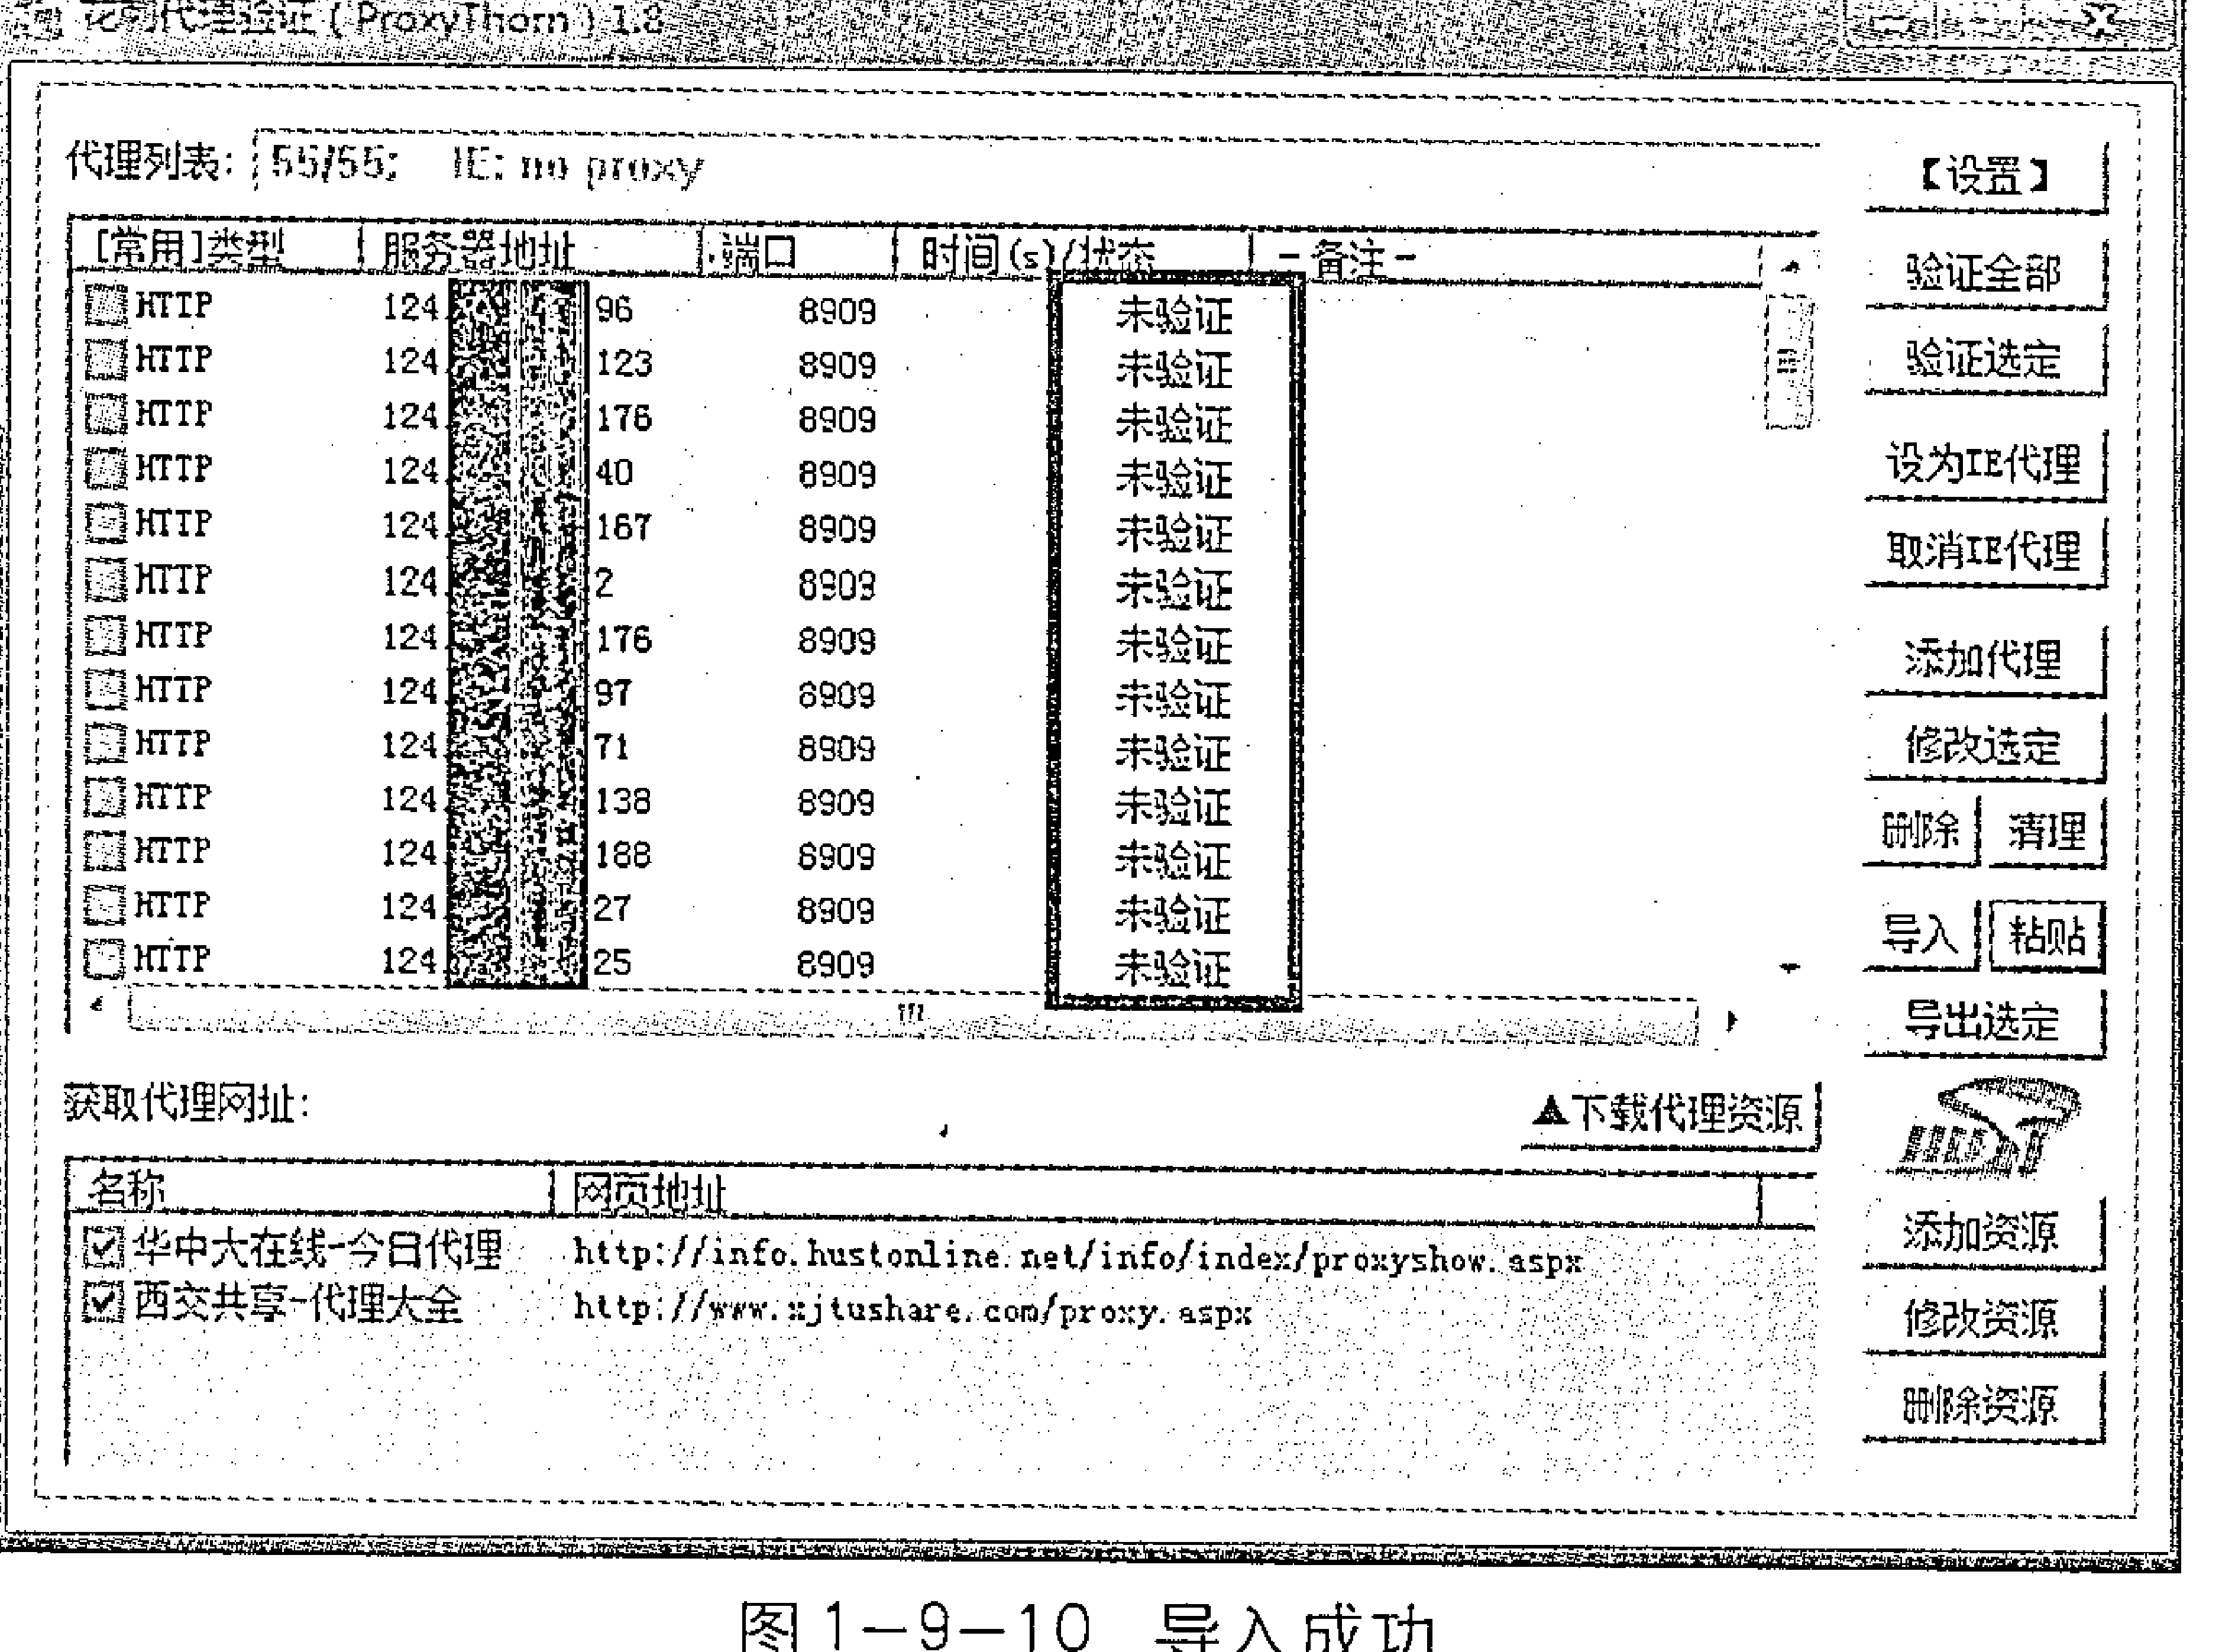 花刺代理验证 ( ProxyThorn ) 1.8
代理列表: 55/55; IE: no proxy
【设置】
[常用]类型 服务器地址 端口 时间(s)/状态 -备注-
HTTP 124. 96 8909 未验证
HTTP 124. 123 8909 未验证
HTTP 124. 176 8909 未验证
HTTP 124. 40 8909 未验证
HTTP 124. 167 8909 未验证
HTTP 124. 2 8909 未验证
HTTP 124. 176 8909 未验证
HTTP 124. 97 8909 未验证
HTTP 124. 71 8909 未验证
HTTP 124. 138 8909 未验证
HTTP 124. 188 8909 未验证
HTTP 124. 27 8909 未验证
HTTP 124. 25 8909 未验证
验证全部
验证选定
设为IE代理
取消IE代理
添加代理
修改选定
删除 清理
导入 粘贴
导出选定
获取代理网址: ▲下载代理资源
名称 网页地址
华中大在线-今日代理 http://info.hustonline.net/info/index/proxyshow.aspx
西交共享-代理大全 http://www.xjtushare.com/proxy.aspx
添加资源
修改资源
删除资源
图1-9-10 导入成功